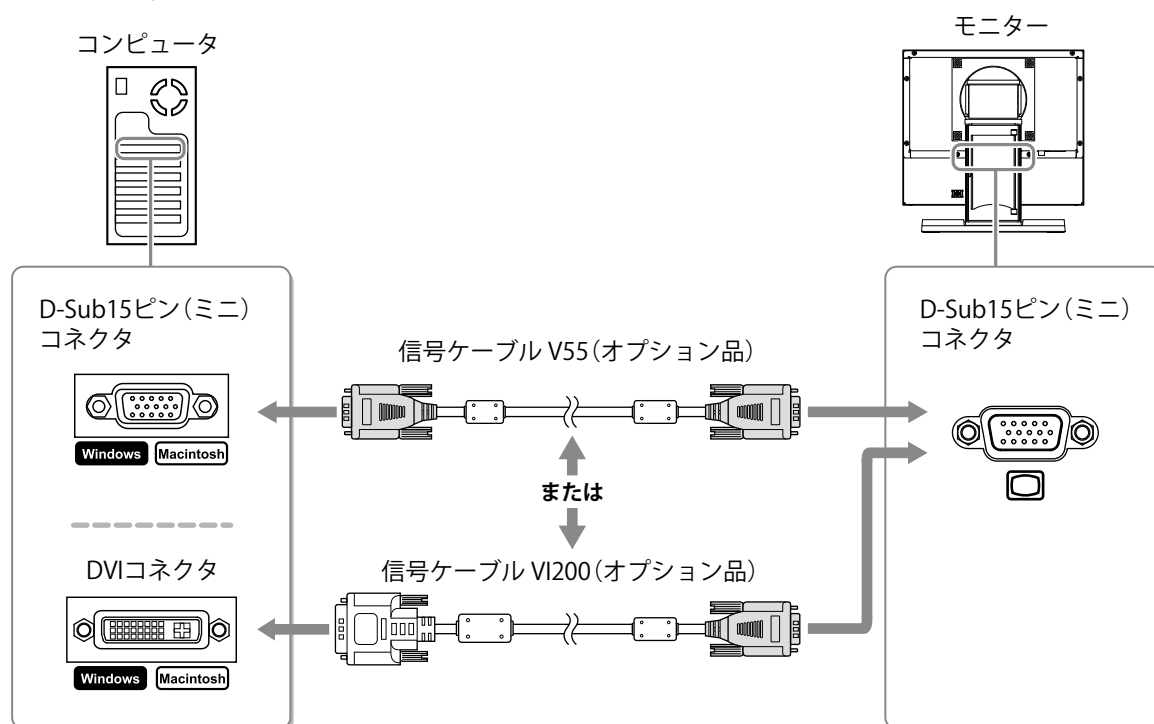 コンピュータ
モニター
D-Sub15ピン（ミニ）
コネクタ
Windows Macintosh
DVIコネクタ
Windows Macintosh
信号ケーブル V55（オプション品）
または
信号ケーブル VI200（オプション品）
D-Sub15ピン（ミニ）
コネクタ